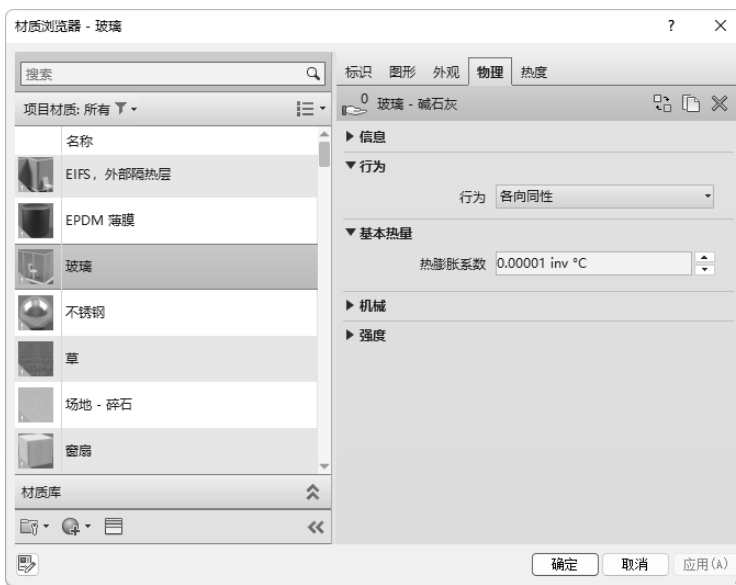 材质浏览器 - 玻璃
?
搜索
项目材质: 所有
名称
EIFS，外部隔热层
EPDM 薄膜
玻璃
不锈钢
草
场地 - 碎石
窗扇
材质库
标识 图形 外观 物理 热度
0
玻璃 - 碱石灰
信息
行为
行为 各向同性
基本热量
热膨胀系数 0.00001 inv °C
机械
强度
确定 取消 应用(A)